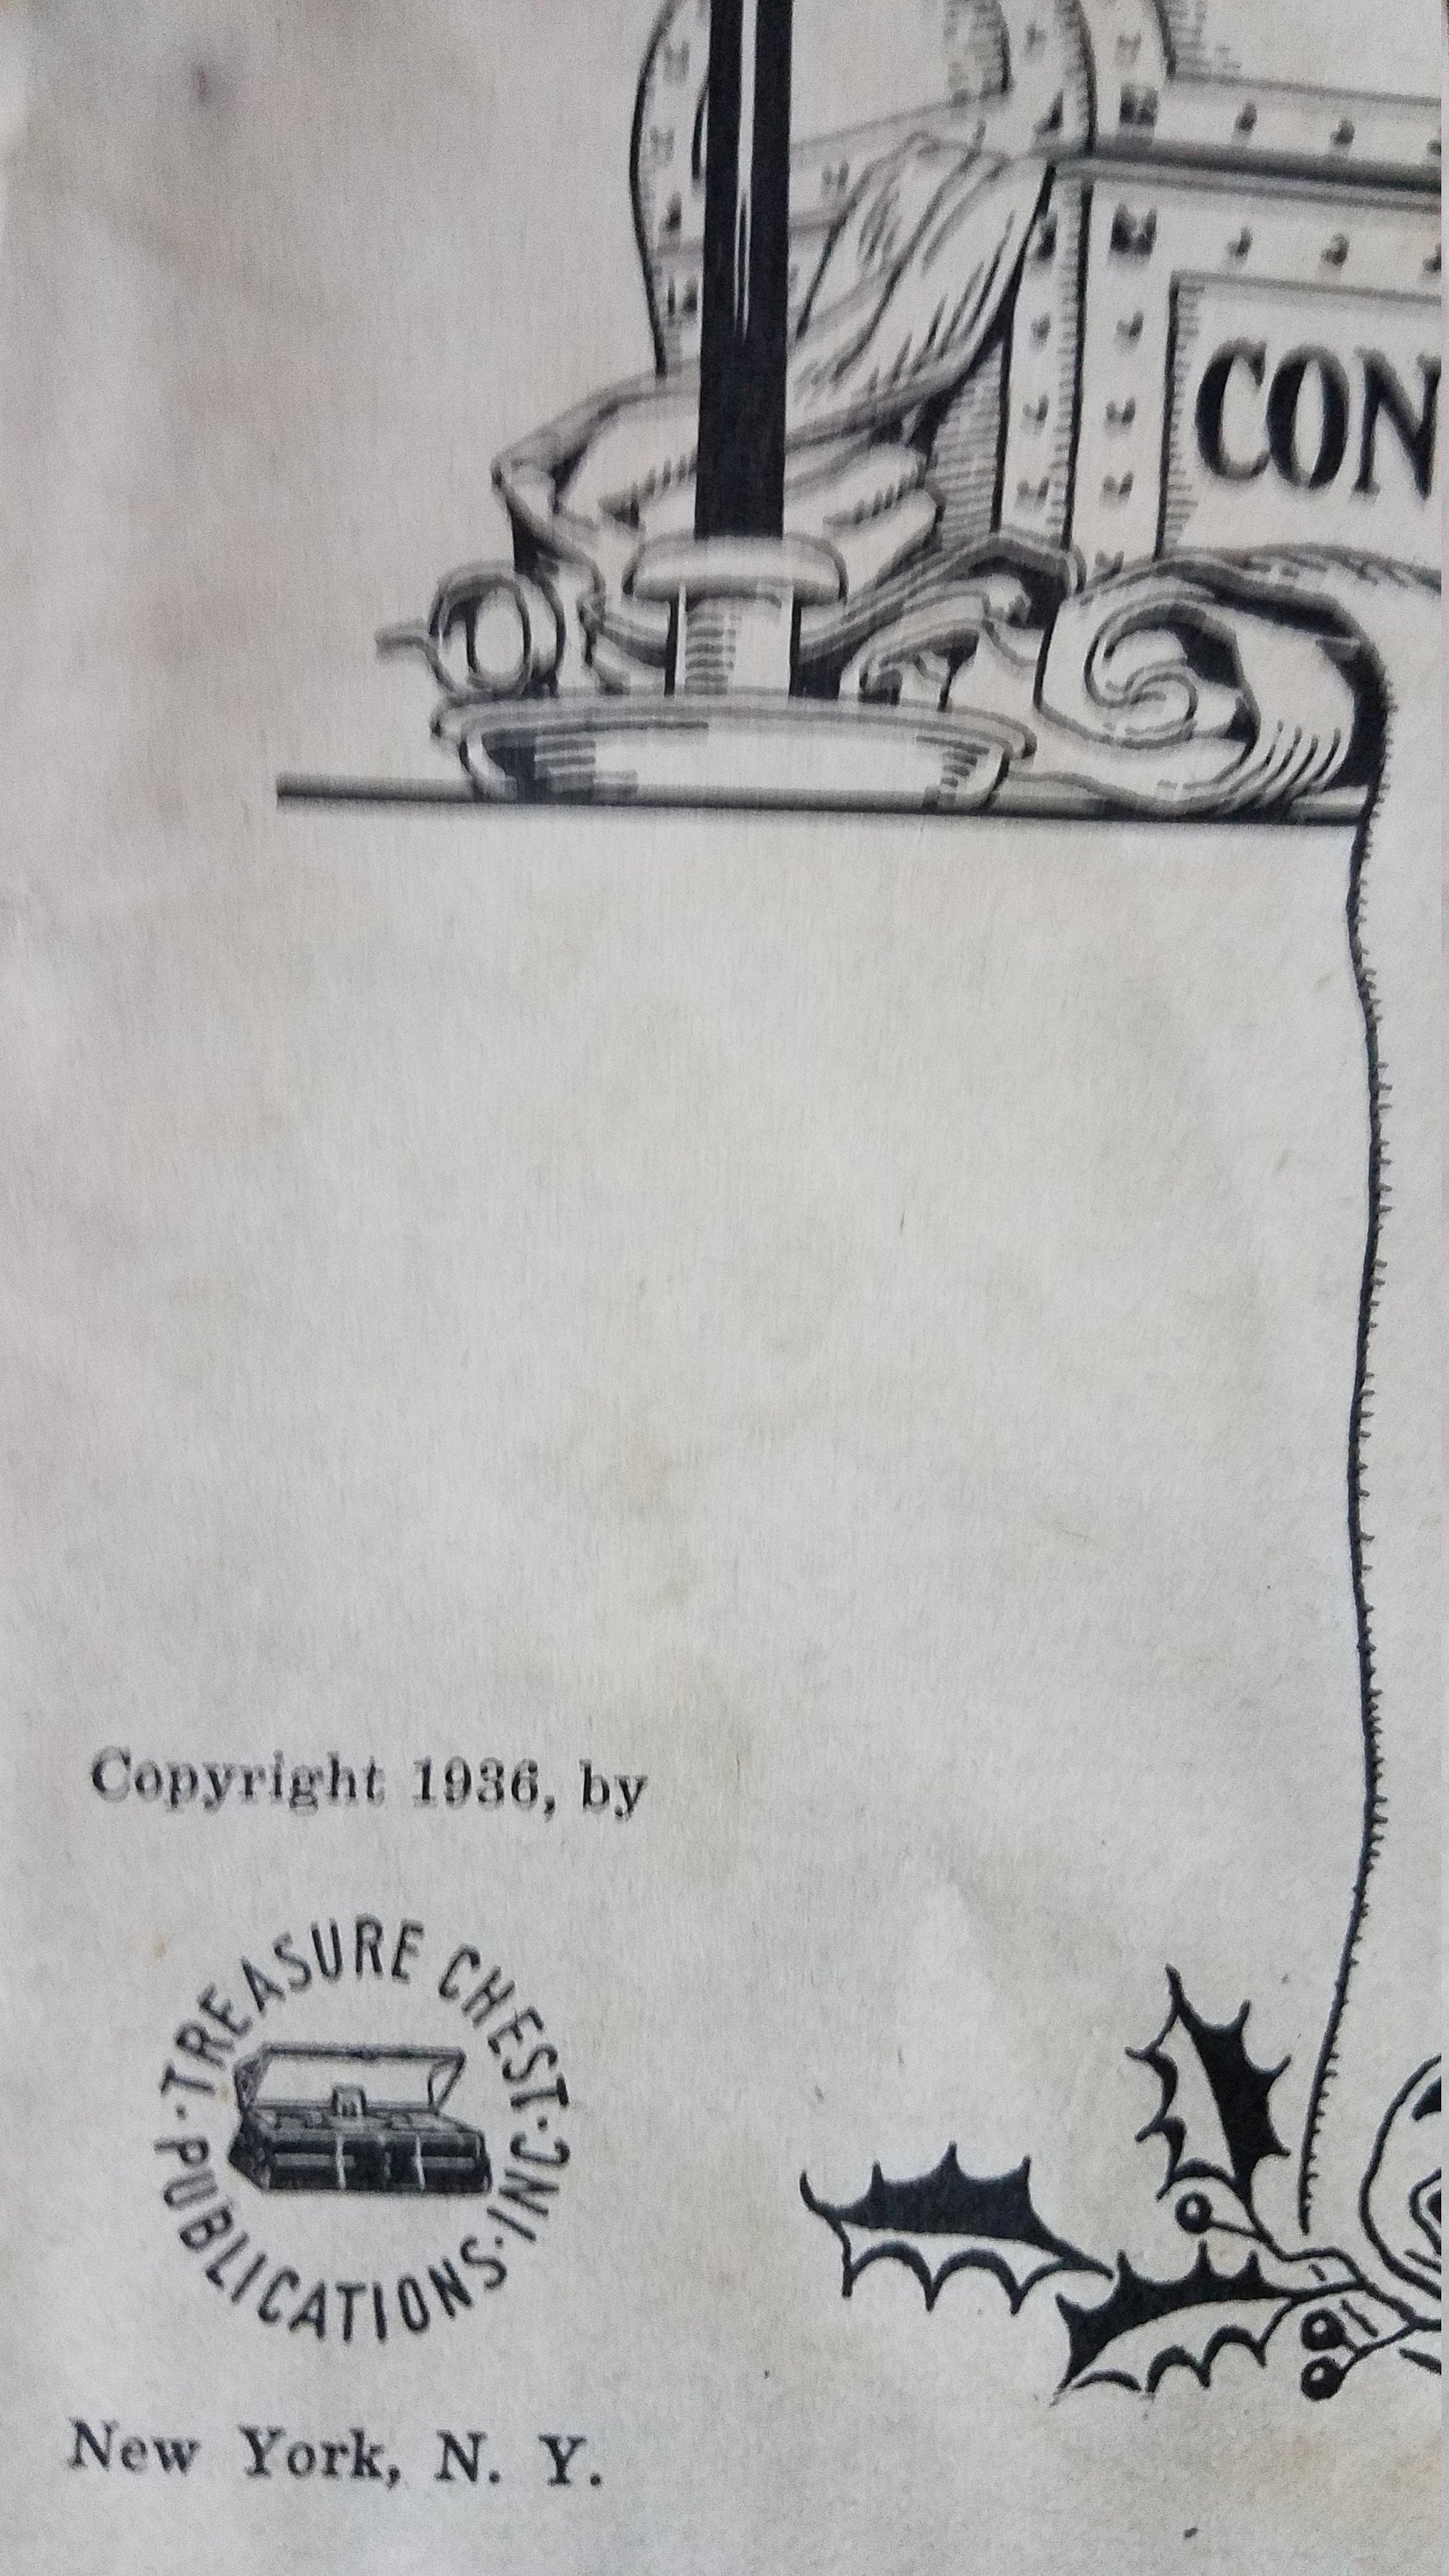 CON
Copyright 1936, by
TREASURE CHEST · PUBLICATIONS · INC ·
New York, N. Y.